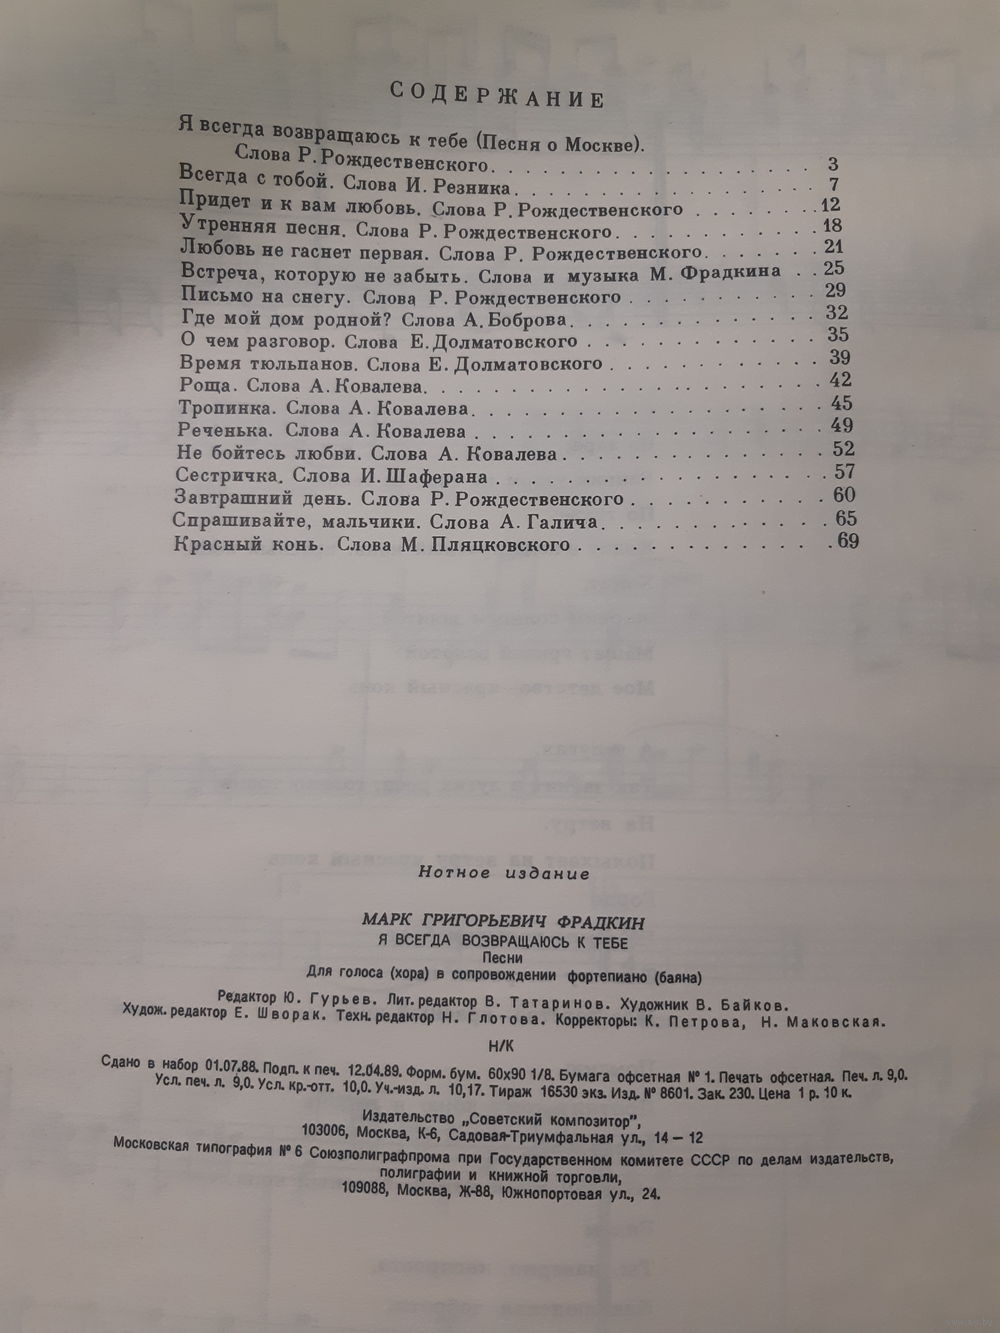 СОДЕРЖАНИЕ
Я всегда возвращаюсь к тебе (Песня о Москве).
Слова Р. Рождественского. . . . . . . . . . . . . . . . . . 3
Всегда с тобой. Слова И. Резника. . . . . . . . . . . . . . . . . 7
Придет и к вам любовь. Слова Р. Рождественского . . . . . . . 12
Утренняя песня. Слова Р. Рождественского. . . . . . . . . . . . 18
Любовь не гаснет первая. Слова Р. Рождественского. . . . . . . 21
Встреча, которую не забыть. Слова и музыка М. Фрадкина . . 25
Письмо на снегу. Слова Р. Рождественского . . . . . . . . . . . 29
Где мой дом родной? Слова А. Боброва. . . . . . . . . . . . . . 32
О чем разговор. Слова Е. Долматовского . . . . . . . . . . . . . 35
Время тюльпанов. Слова Е. Долматовского . . . . . . . . . . . . 39
Роща. Слова А. Ковалева. . . . . . . . . . . . . . . . . . . . . . 42
Тропинка. Слова А. Ковалева. . . . . . . . . . . . . . . . . . . . 45
Реченька. Слова А. Ковалева . . . . . . . . . . . . . . . . . . . . 49
Не бойтесь любви. Слова А. Ковалева . . . . . . . . . . . . . . . 52
Сестричка. Слова И. Шаферана . . . . . . . . . . . . . . . . . . 57
Завтрашний день. Слова Р. Рождественского . . . . . . . . . . . 60
Спрашивайте, мальчики. Слова А. Галича. . . . . . . . . . . . . 65
Красный конь. Слова М. Пляцковского . . . . . . . . . . . . . . 69
Нотное издание
МАРК ГРИГОРЬЕВИЧ ФРАДКИН
Я ВСЕГДА ВОЗВРАЩАЮСЬ К ТЕБЕ
Песни
Для голоса (хора) в сопровождении фортепиано (баяна)
Редактор Ю. Гурьев. Лит. редактор В. Татаринов. Художник В. Байков.
Худож. редактор Е. Шворак. Техн. редактор Н. Глотова. Корректоры: К. Петрова, Н. Маковская.
Н/К
Сдано в набор 01.07.88. Подп. к печ. 12.04.89. Форм. бум. 60х90 1/8. Бумага офсетная № 1. Печать офсетная. Печ. л. 9,0.
Усл. печ. л. 9,0. Усл. кр.-отт. 10,0. Уч.-изд. л. 10,17. Тираж 16530 экз. Изд. № 8601. Зак. 230. Цена 1 р. 10 к.
Издательство „Советский композитор",
103006, Москва, К-6, Садовая-Триумфальная ул., 14 – 12
Московская типография № 6 Союзполиграфпрома при Государственном комитете СССР по делам издательств,
полиграфии и книжной торговли,
109088, Москва, Ж-88, Южнопортовая ул., 24.